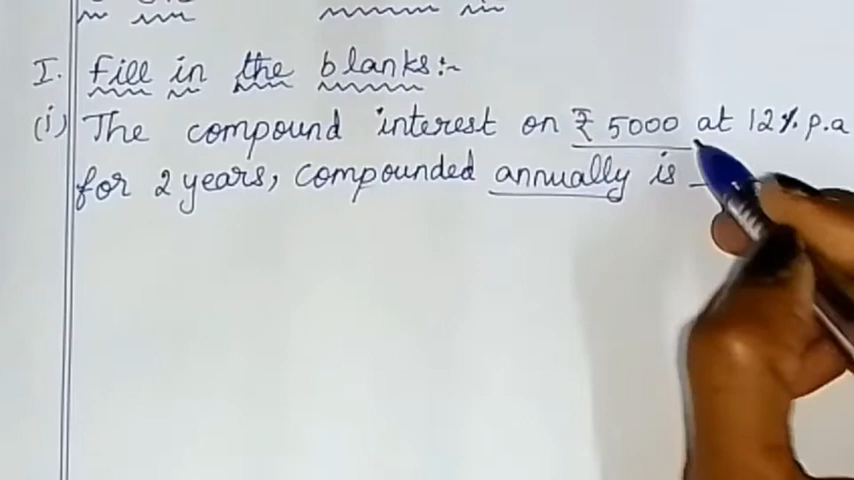 I. Fill in the blanks:-
(i) The compound interest on ₹ 5000 at 12% p.a
for 2 years, compounded annually is